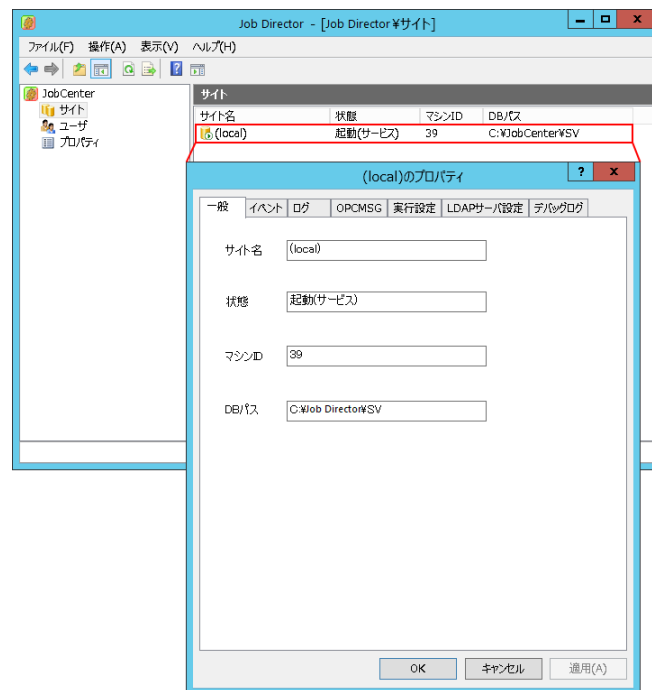 Job Director - [Job Director¥サイト]
ファイル(F) 操作(A) 表示(V) ヘルプ(H)
JobCenter
サイト
ユーザ
プロパティ
サイト
サイト名 状態 マシンID DBパス
(local) 起動(サービス) 39 C:¥JobCenter¥SV
(local)のプロパティ
一般 イベント ログ OPCMSG 実行設定 LDAPサーバ設定 デバッグログ
サイト名 (local)
状態 起動(サービス)
マシンID 39
DBパス C:¥Job Director¥SV
OK キャンセル 適用(A)